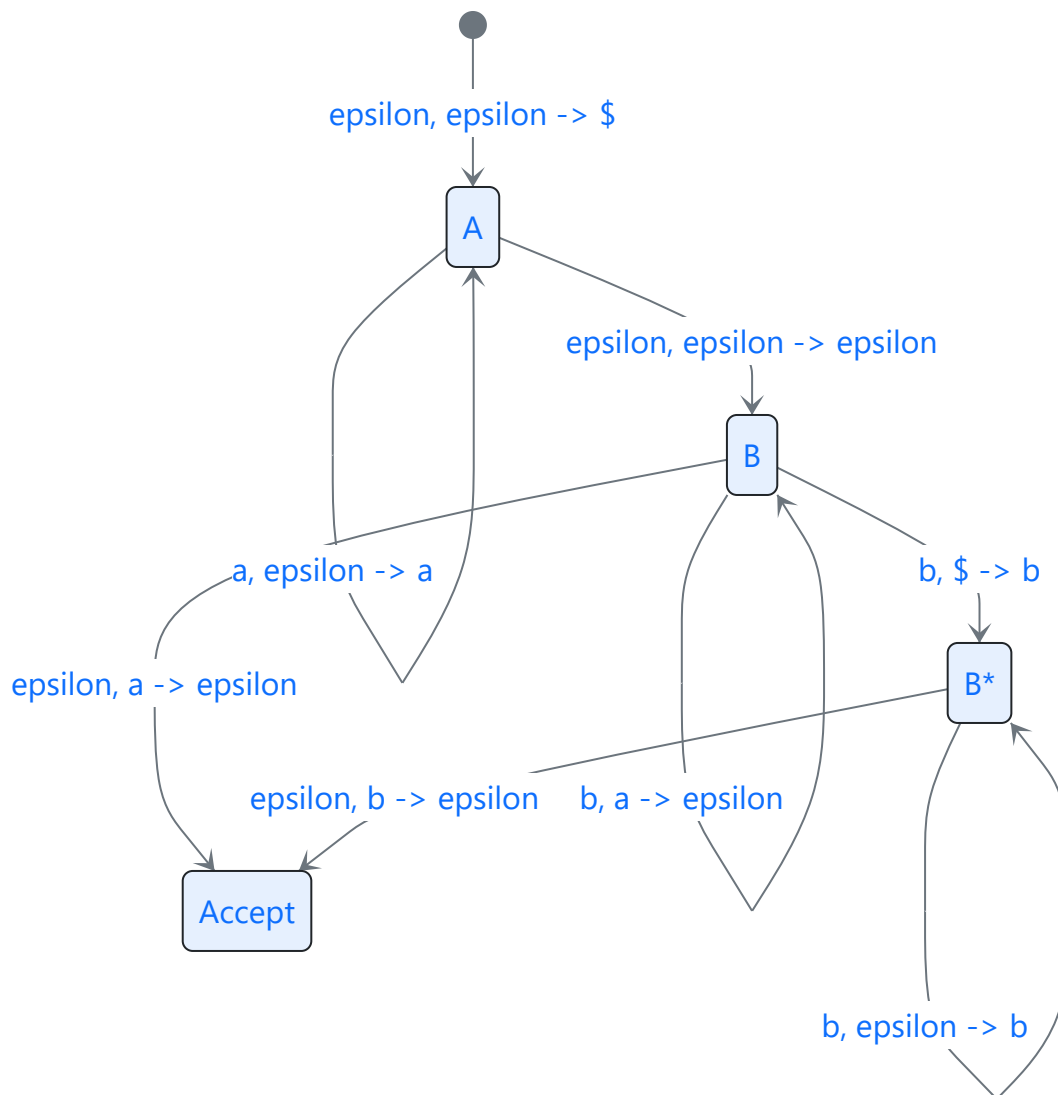 epsilon, epsilon -> $
A
epsilon, epsilon -> epsilon
B
a, epsilon -> a
b, $ -> b
epsilon, a -> epsilon
B*
epsilon, b -> epsilon
b, a -> epsilon
Accept
b, epsilon -> b